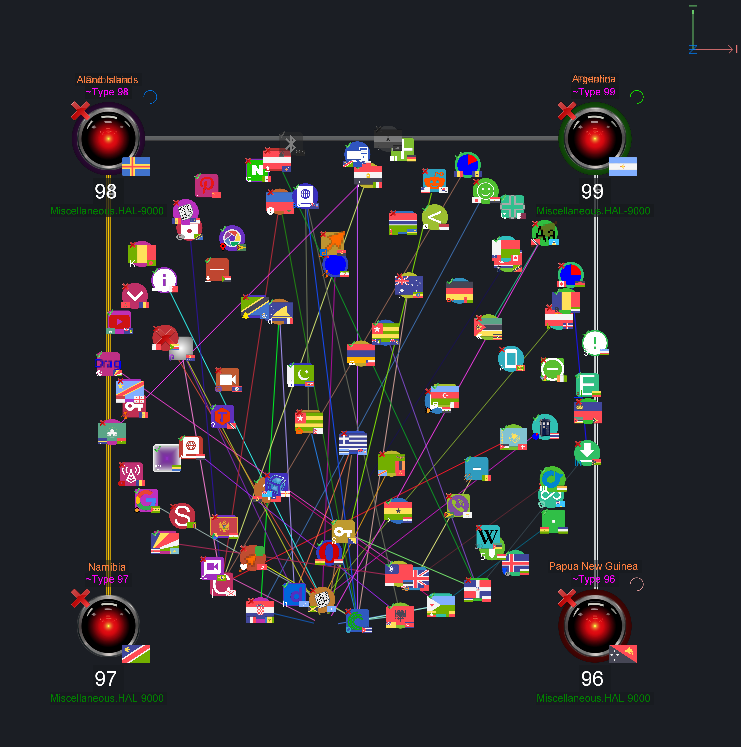 Åland Islands
~Type 98
98
Miscellaneous.HAL-9000
Argentina
~Type 99
99
Miscellaneous.HAL-9000
N
Aa
E
S
W
Namibia
~Type 97
97
Miscellaneous.HAL-9000
Papua New Guinea
~Type 96
96
Miscellaneous.HAL-9000